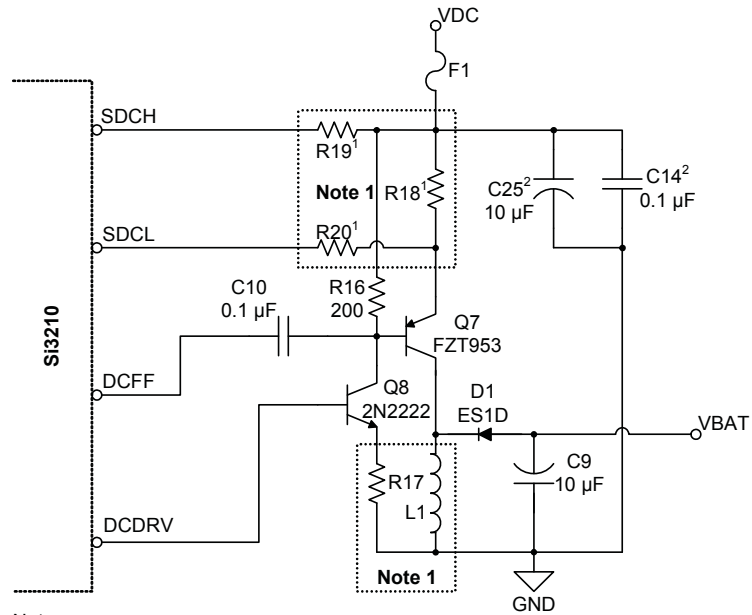 VDC
F1
SDCH
R19¹
Note 1
R18¹
C25²
10 µF
C14²
0.1 µF
SDCL
R20¹
Si3210
C10
0.1 µF
R16
200
Q7
FZT953
DCFF
Q8
2N2222
D1
ES1D
VBAT
R17
L1
C9
10 µF
DCDRV
Note 1
GND